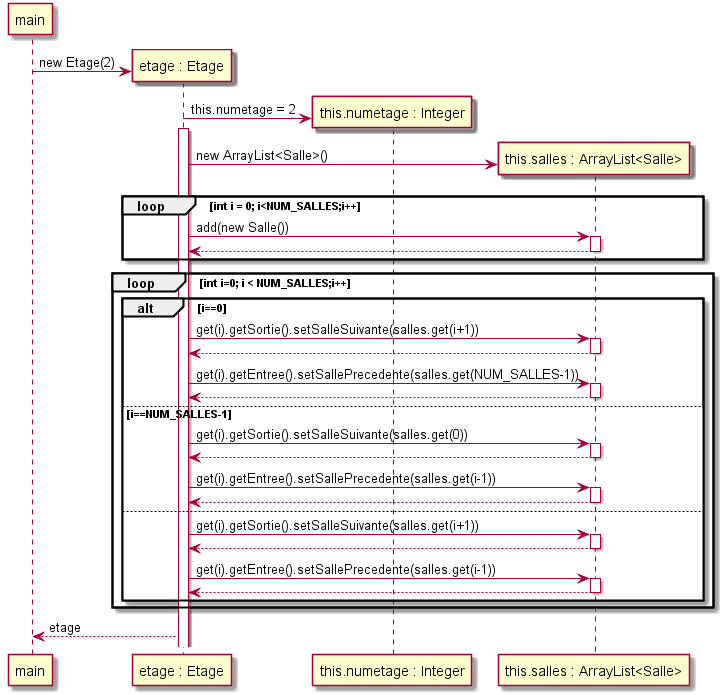 main
new Etage(2)
etage : Etage
this.numetage = 2
this.numetage : Integer
new ArrayList<Salle>()
this.salles : ArrayList<Salle>
loop [int i = 0; i<NUM_SALLES;i++]
add(new Salle())
loop [int i=0; i < NUM_SALLES;i++]
alt [i==0]
get(i).getSortie().setSalleSuivante(salles.get(i+1))
get(i).getEntree().setSallePrecedente(salles.get(NUM_SALLES-1))
[i==NUM_SALLES-1]
get(i).getSortie().setSalleSuivante(salles.get(0))
get(i).getEntree().setSallePrecedente(salles.get(i-1))
get(i).getSortie().setSalleSuivante(salles.get(i+1))
get(i).getEntree().setSallePrecedente(salles.get(i-1))
etage
main
etage : Etage
this.numetage : Integer
this.salles : ArrayList<Salle>